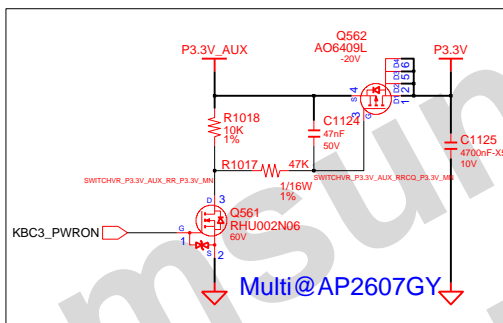 Q562
P3.3V_AUX
AO6409L
P3.3V
-20V
S
4
D4
D3
D2
D1
6
5
2
1
3
G
R1018
10K
1%
C1124
47nF
50V
C1125
4700nF-X5
10V
R1017
47K
SWITCHVR_P3.3V_AUX_RR_P3.3V_MN
SWITCHVR_P3.3V_AUX_RRCQ_P3.3V_MN
1/16W
1%
D
3
Q561
RHU002N06
60V
KBC3_PWRON
G
1
S
2
Multi@AP2607GY
msun